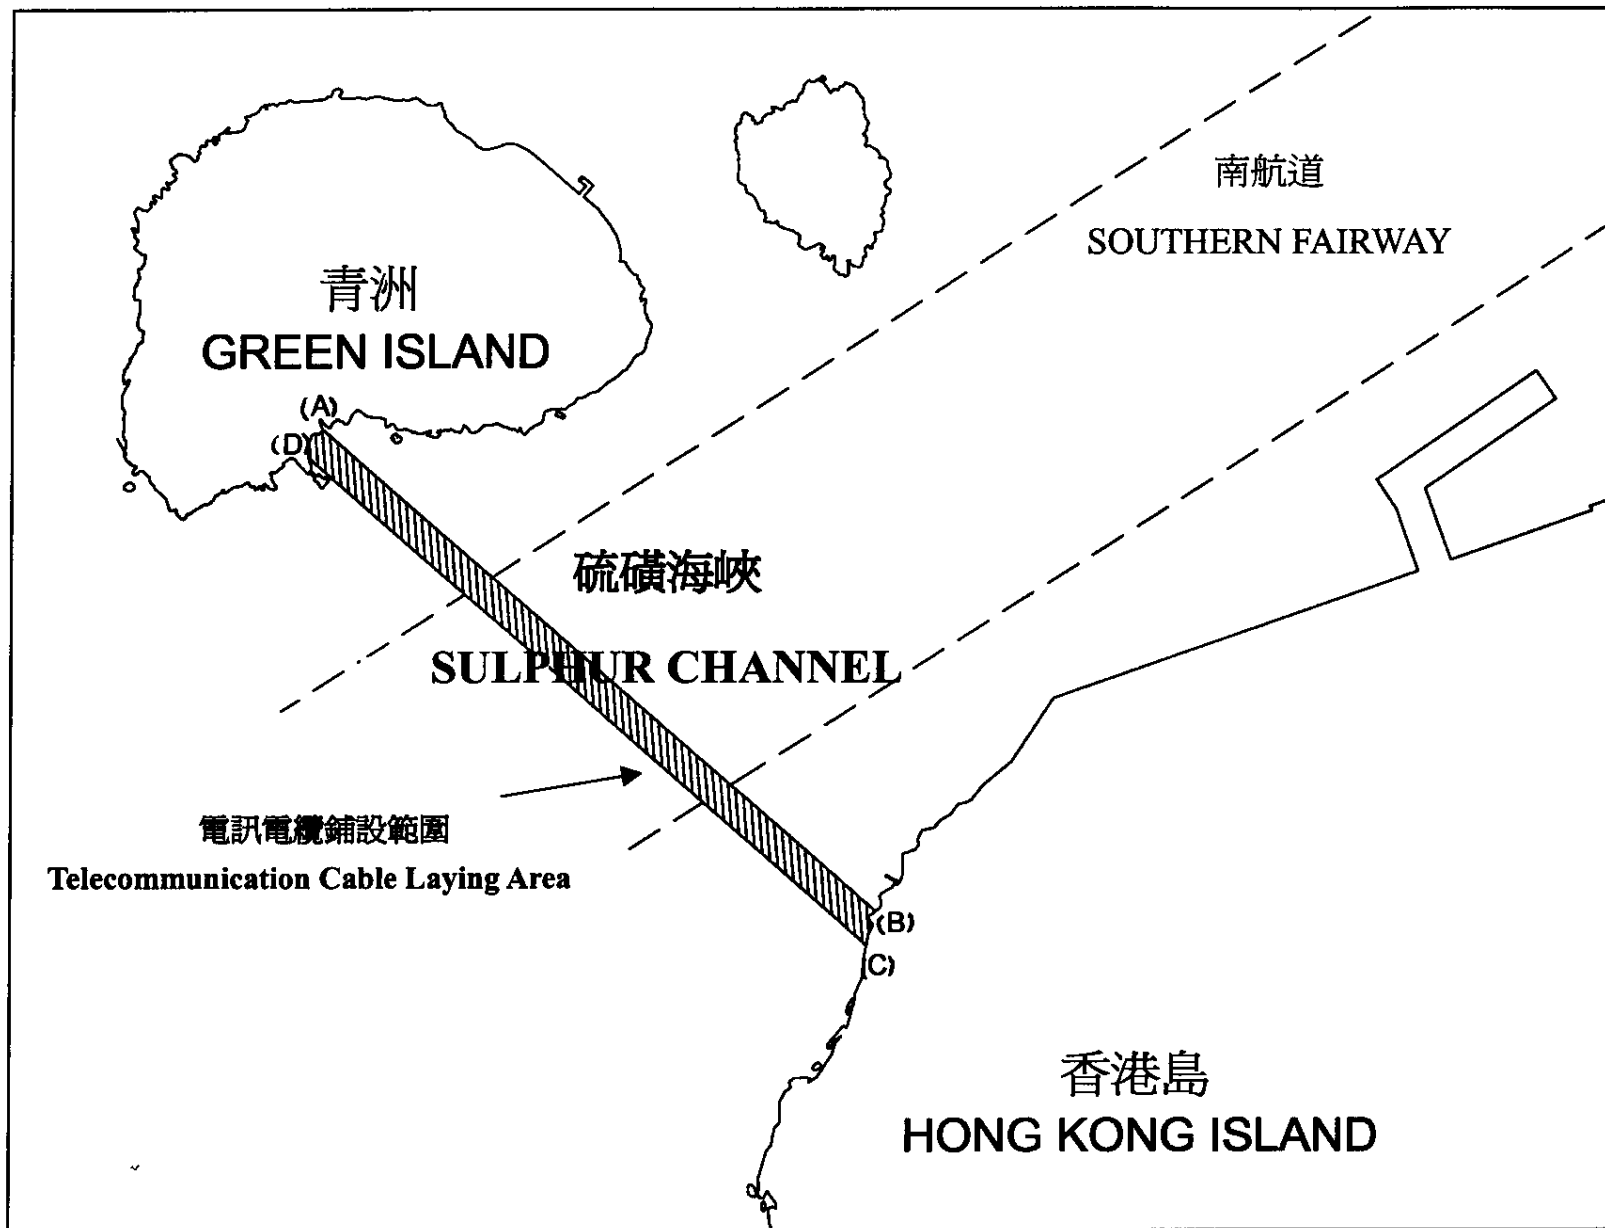 南航道
SOUTHERN FAIRWAY
青洲
GREEN ISLAND
(A)
(D)
硫磺海峽
SULPHUR CHANNEL
電訊電纜鋪設範圍
Telecommunication Cable Laying Area
(B)
(C)
香港島
HONG KONG ISLAND